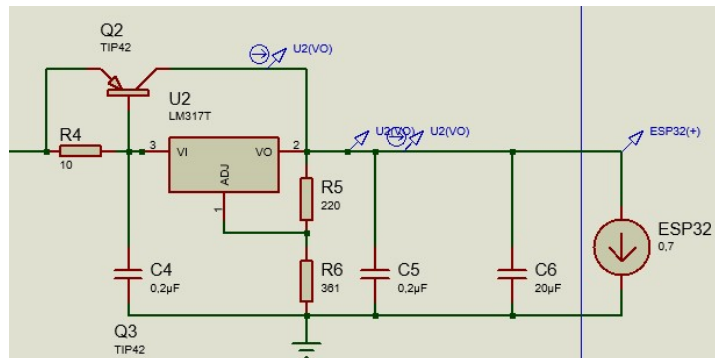 Q2
TIP42
U2(VO)
U2
LM317T
R4
10
3
VI
VO
2
ADJ
1
U2(VO)
U2(VO)
ESP32(+)
R5
220
R6
361
C4
0,2µF
C5
0,2µF
C6
20µF
ESP32
0,7
Q3
TIP42